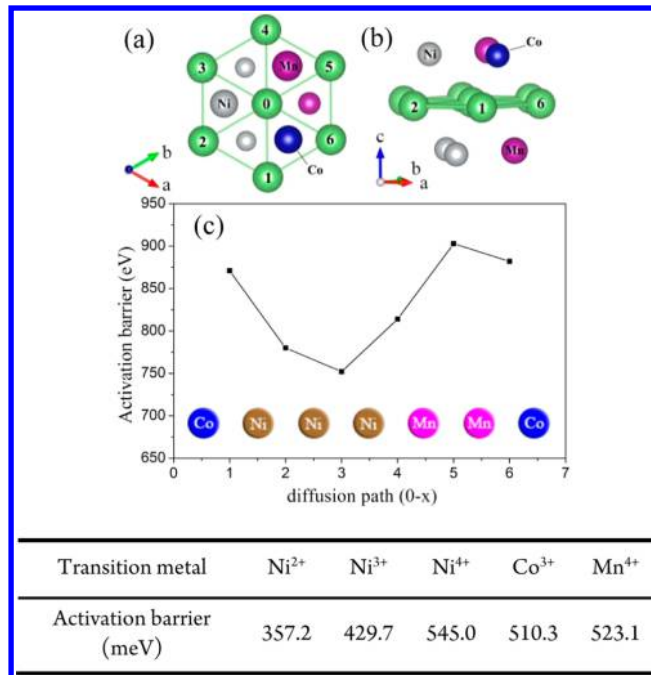 (a)
4
3
Mn
5
Ni
0
2
6
1
Co
b
a
(b)
Ni
Co
2
1
6
Mn
c
b
a
(c)
Activation barrier (eV)
950
900
850
800
750
700
650
Co Ni Ni Ni Mn Mn Co
0 1 2 3 4 5 6 7
diffusion path (0-x)
Transition metal Ni²⁺ Ni³⁺ Ni⁴⁺ Co³⁺ Mn⁴⁺
Activation barrier
(meV) 357.2 429.7 545.0 510.3 523.1